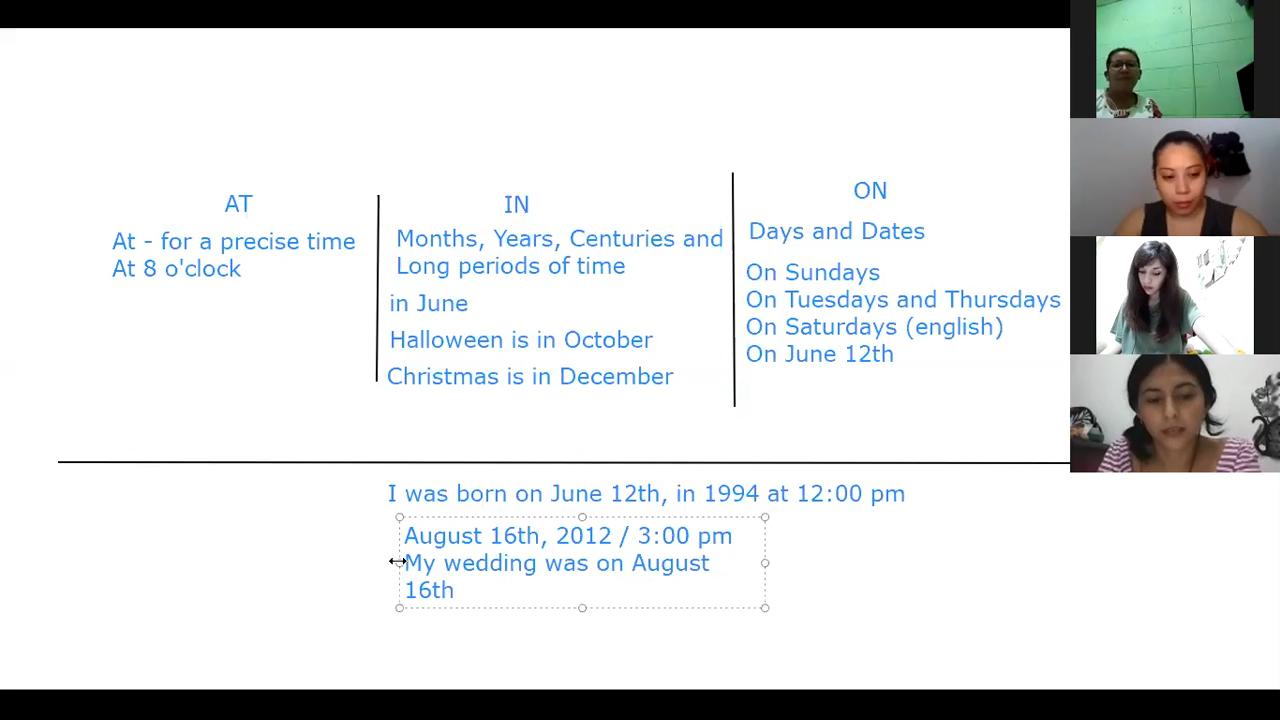 AT
At - for a precise time
At 8 o'clock
IN
Months, Years, Centuries and
Long periods of time
in June
Halloween is in October
Christmas is in December
ON
Days and Dates
On Sundays
On Tuesdays and Thursdays
On Saturdays (english)
On June 12th
I was born on June 12th, in 1994 at 12:00 pm
August 16th, 2012 / 3:00 pm
My wedding was on August
16th